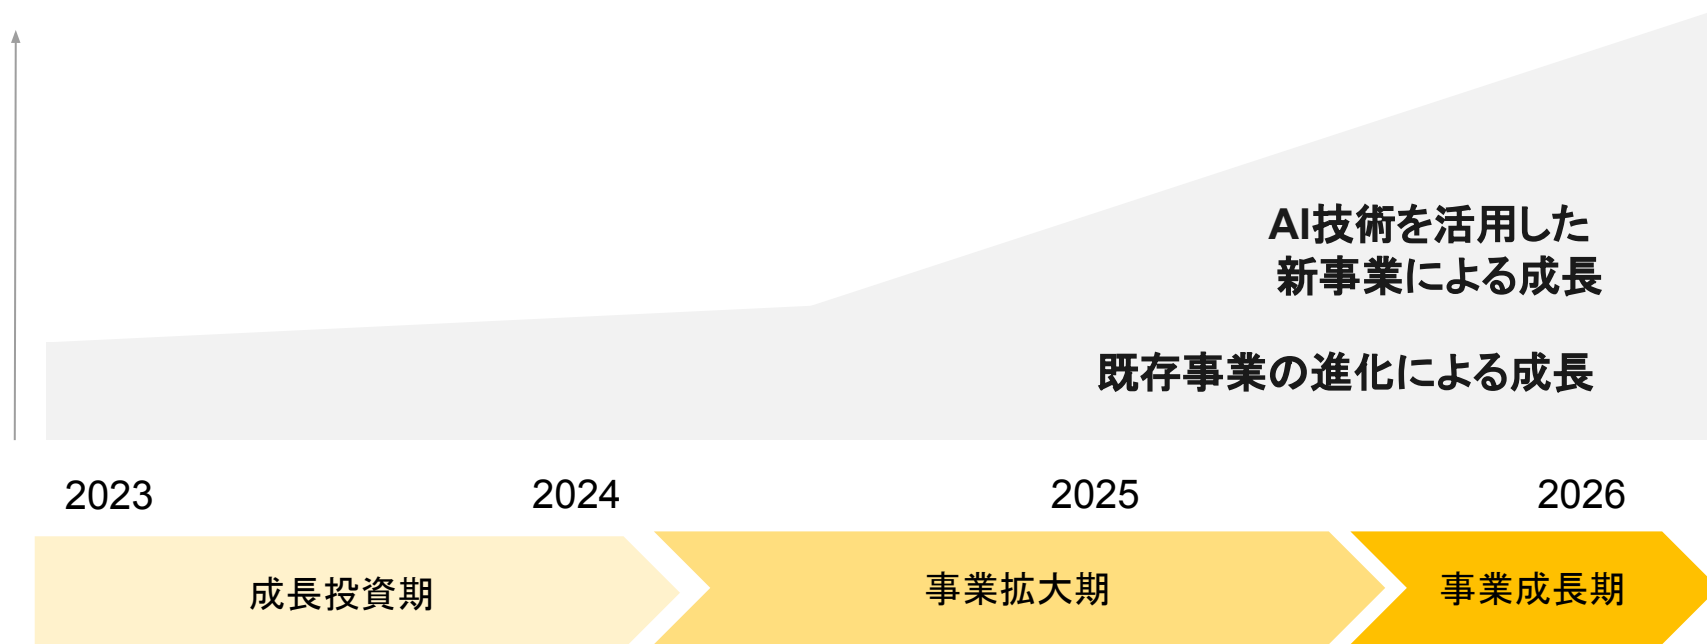 AI技術を活用した
新事業による成長
既存事業の進化による成長
2023 2024 2025 2026
成長投資期 事業拡大期 事業成長期